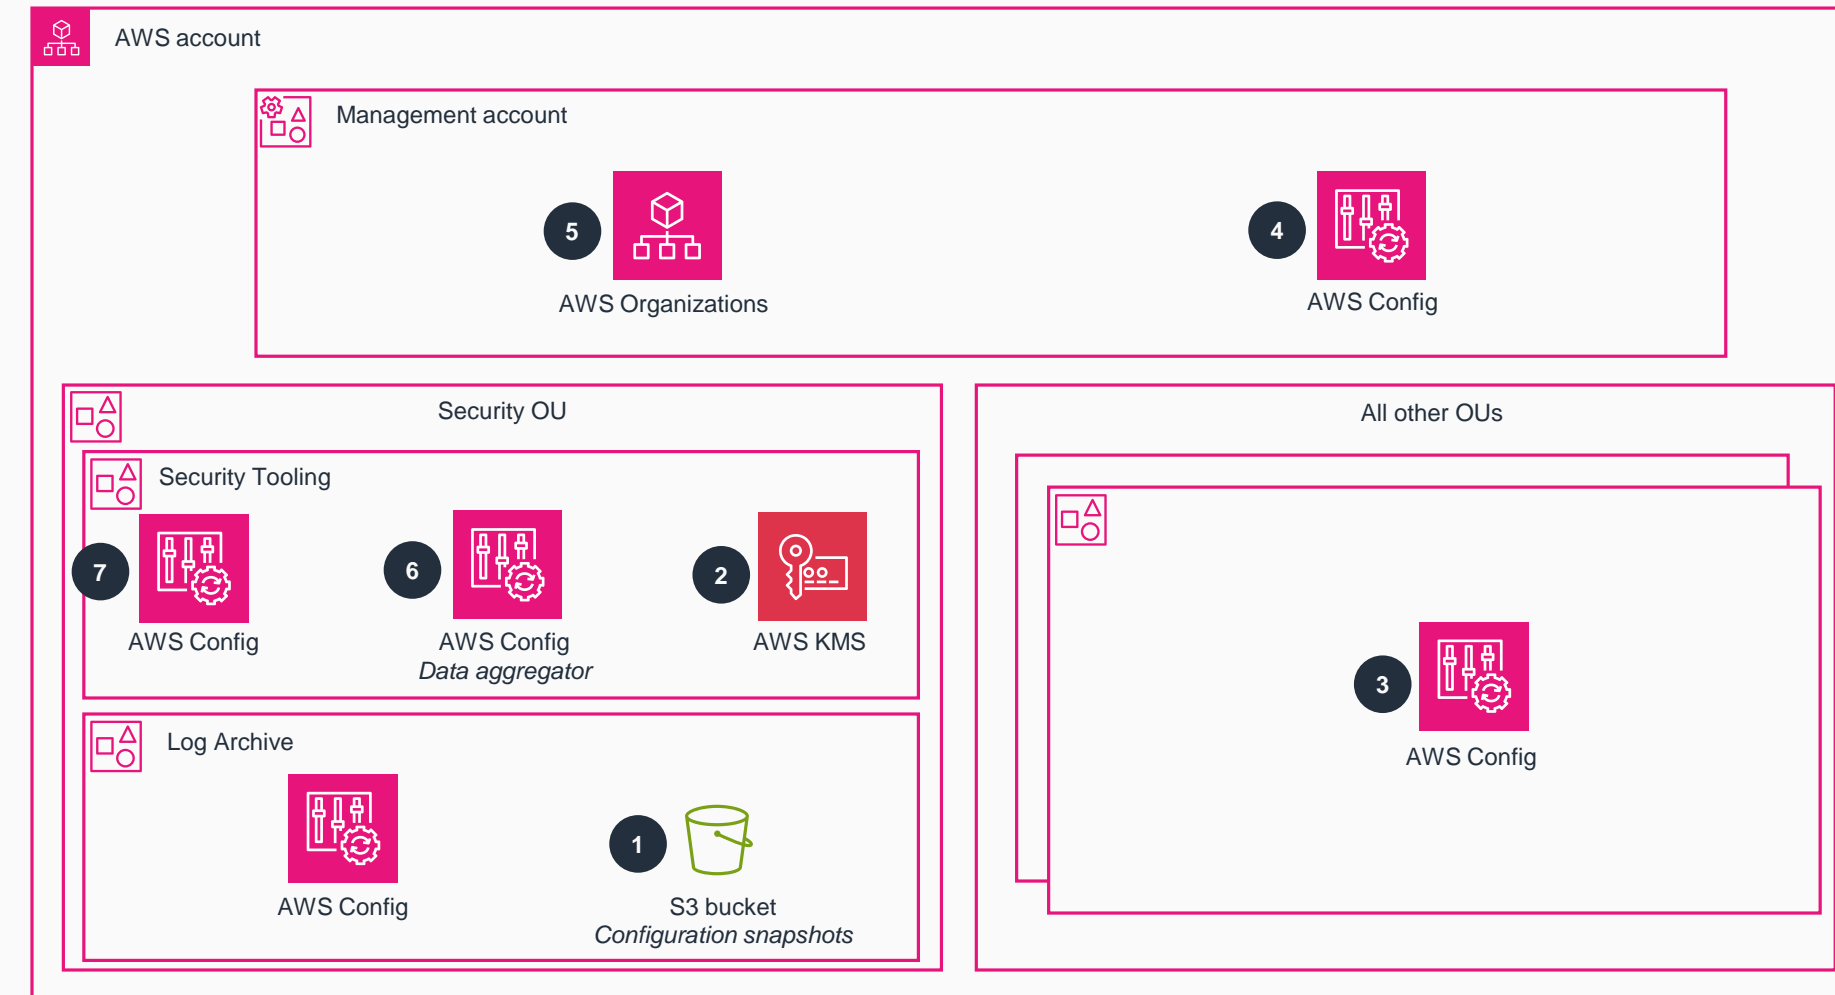 AWS account
Management account
5
AWS Organizations
4
AWS Config
Security OU
Security Tooling
7
AWS Config
6
AWS Config
Data aggregator
2
AWS KMS
Log Archive
AWS Config
1
S3 bucket
Configuration snapshots
All other OUs
3
AWS Config